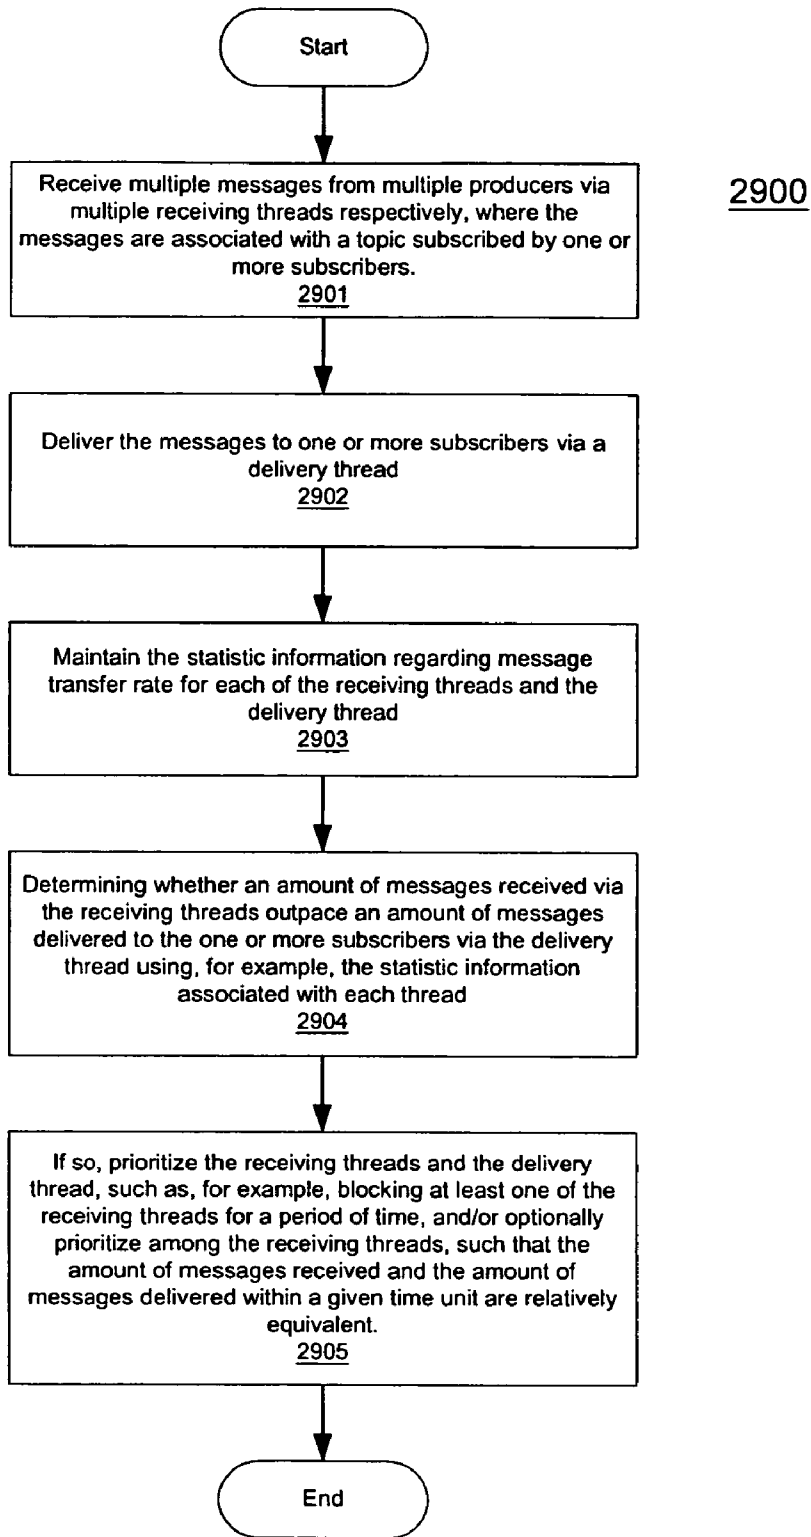 Start
Receive multiple messages from multiple producers via
multiple receiving threads respectively, where the
messages are associated with a topic subscribed by one or
more subscribers.
2901
2900
Deliver the messages to one or more subscribers via a
delivery thread
2902
Maintain the statistic information regarding message
transfer rate for each of the receiving threads and the
delivery thread
2903
Determining whether an amount of messages received via
the receiving threads outpace an amount of messages
delivered to the one or more subscribers via the delivery
thread using, for example, the statistic information
associated with each thread
2904
If so, prioritize the receiving threads and the delivery
thread, such as, for example, blocking at least one of the
receiving threads for a period of time, and/or optionally
prioritize among the receiving threads, such that the
amount of messages received and the amount of
messages delivered within a given time unit are relatively
equivalent.
2905
End